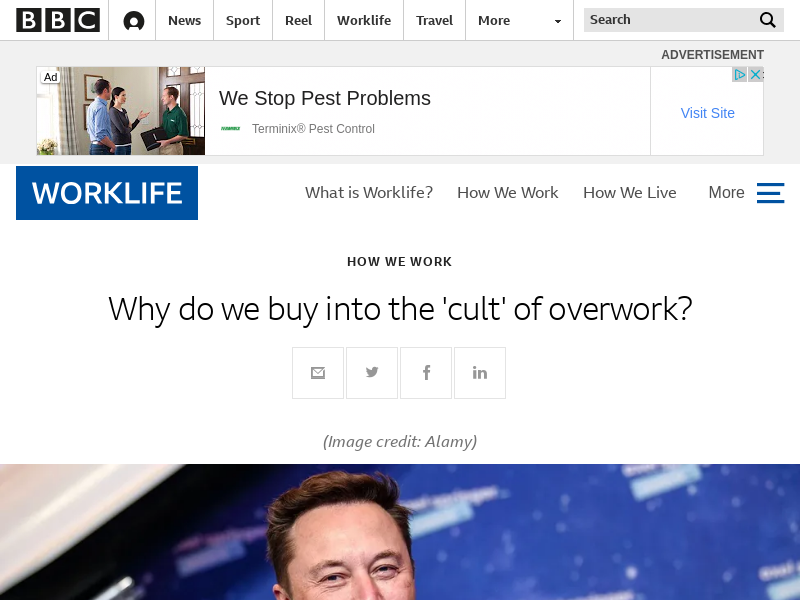 BBC
News
Sport
Reel
Worklife
Travel
More
Search
ADVERTISEMENT
Ad
We Stop Pest Problems
Terminix® Pest Control
Visit Site
WORKLIFE
What is Worklife?
How We Work
How We Live
More
HOW WE WORK
Why do we buy into the 'cult' of overwork?
(Image credit: Alamy)